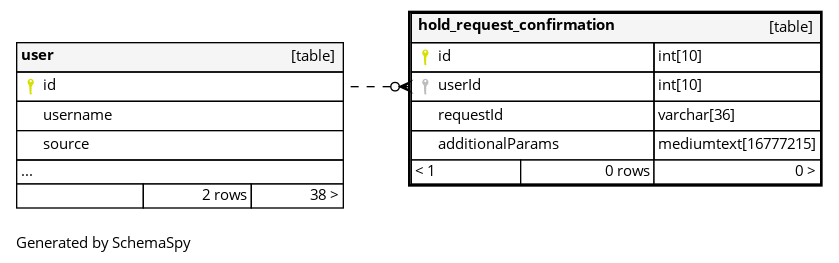 user [table]
id
username
source
...
2 rows 38 >
hold_request_confirmation [table]
id int[10]
userId int[10]
requestId varchar[36]
additionalParams mediumtext[16777215]
< 1 0 rows 0 >
Generated by SchemaSpy